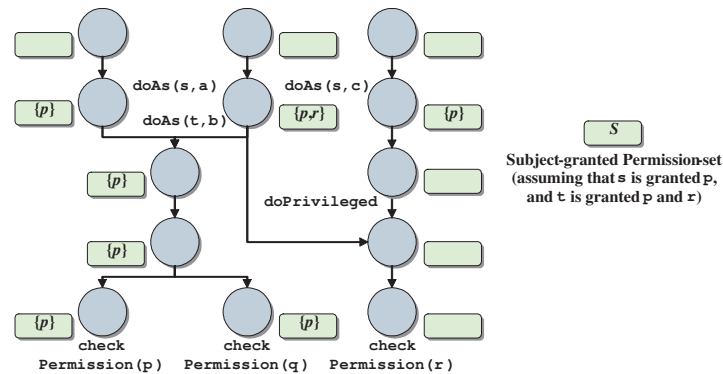 doAs(s,a)
doAs(s,c)
{p}
{p,r}
{p}
doAs(t,b)
S
Subject-granted Permission-set
(assuming that s is granted p,
and t is granted p and r)
{p}
doPrivileged
{p}
{p}
{p}
check
Permission(p)
check
Permission(q)
check
Permission(r)